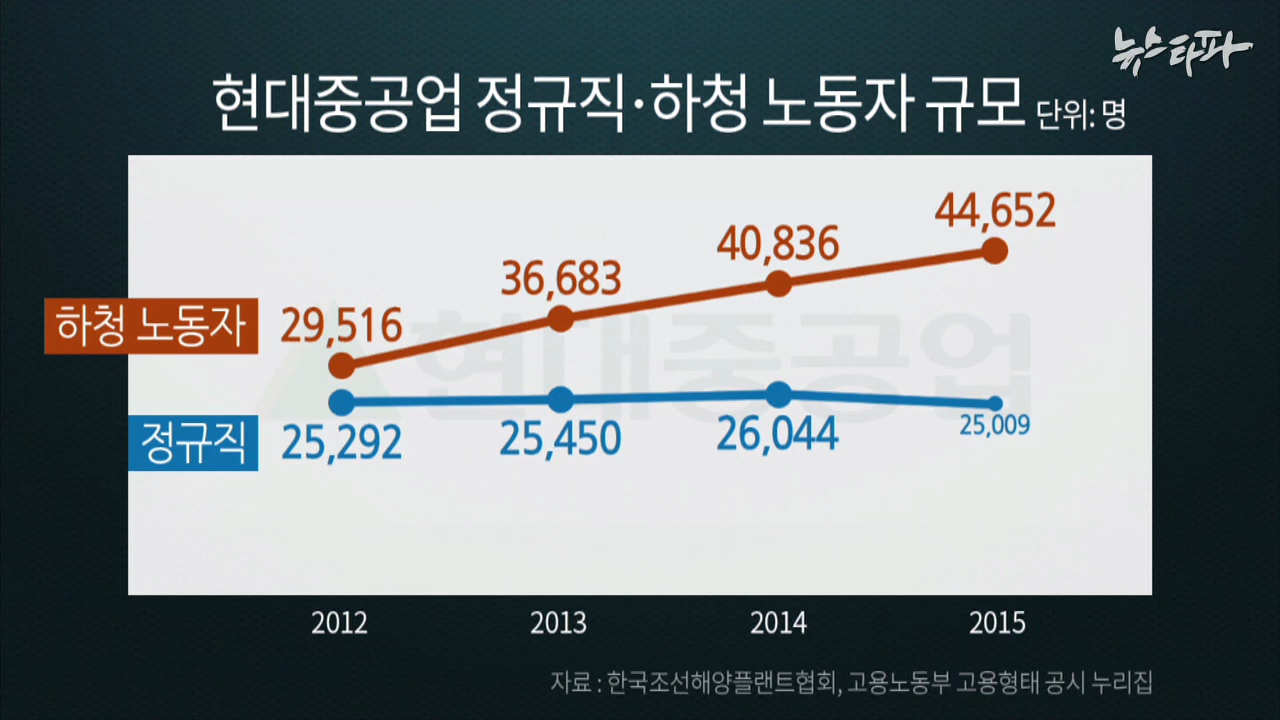 뉴스타파
현대중공업 정규직·하청 노동자 규모 단위: 명
44,652
40,836
36,683
하청 노동자 29,516
현대중공업
정규직 25,292 25,450 26,044 25,009
2012 2013 2014 2015
자료 : 한국조선해양플랜트협회, 고용노동부 고용형태 공시 누리집